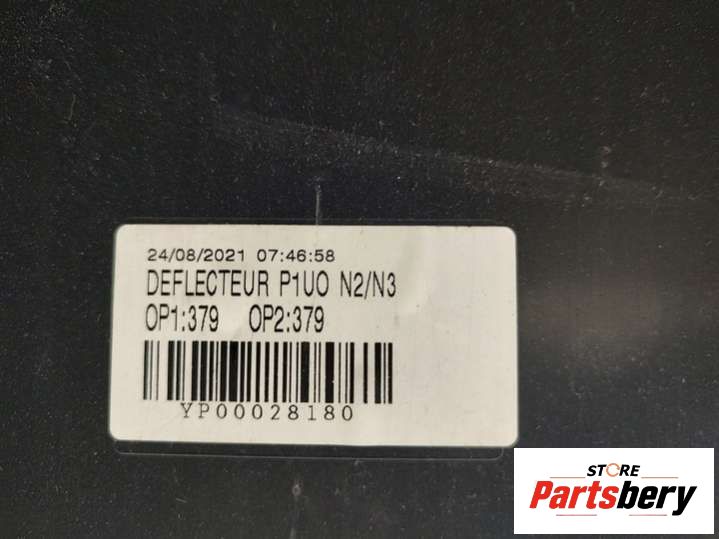 24/08/2021 07:46:58
DEFLECTEUR P1UO N2/N3
OP1:379 OP2:379
YP00028180
STORE
Partsbery